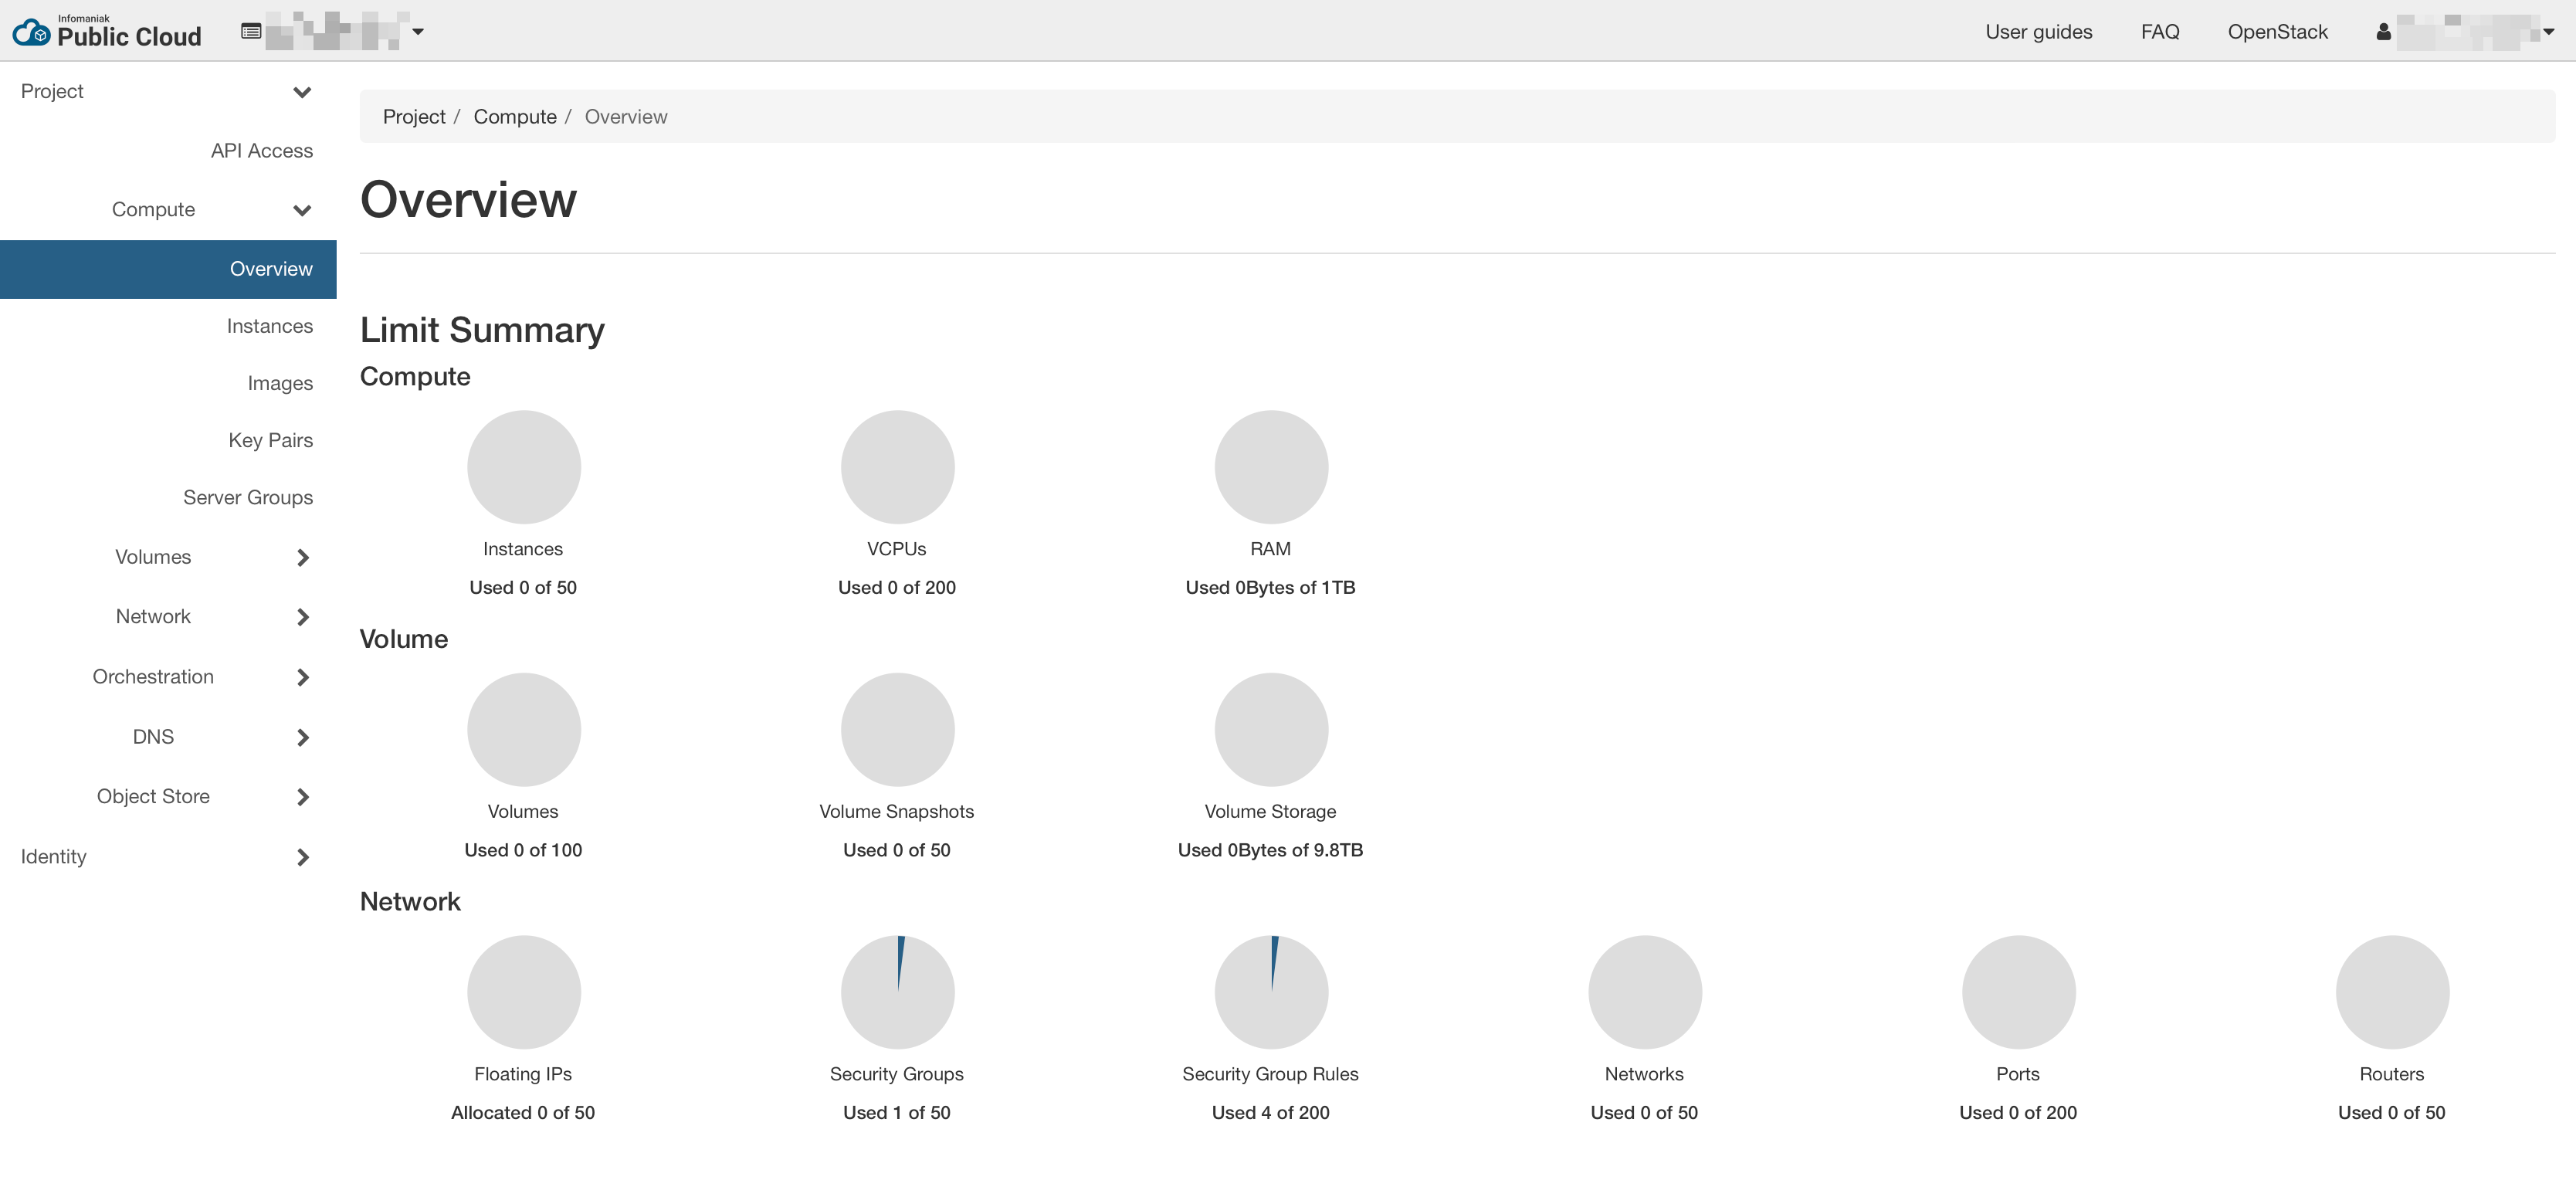 Infomaniak
Public Cloud
User guides
FAQ
OpenStack
Project
API Access
Compute
Overview
Instances
Images
Key Pairs
Server Groups
Volumes
Network
Orchestration
DNS
Object Store
Identity
Project / Compute / Overview
Overview
Limit Summary
Compute
Instances
Used 0 of 50
VCPUs
Used 0 of 200
RAM
Used 0Bytes of 1TB
Volume
Volumes
Used 0 of 100
Volume Snapshots
Used 0 of 50
Volume Storage
Used 0Bytes of 9.8TB
Network
Floating IPs
Allocated 0 of 50
Security Groups
Used 1 of 50
Security Group Rules
Used 4 of 200
Networks
Used 0 of 50
Ports
Used 0 of 200
Routers
Used 0 of 50